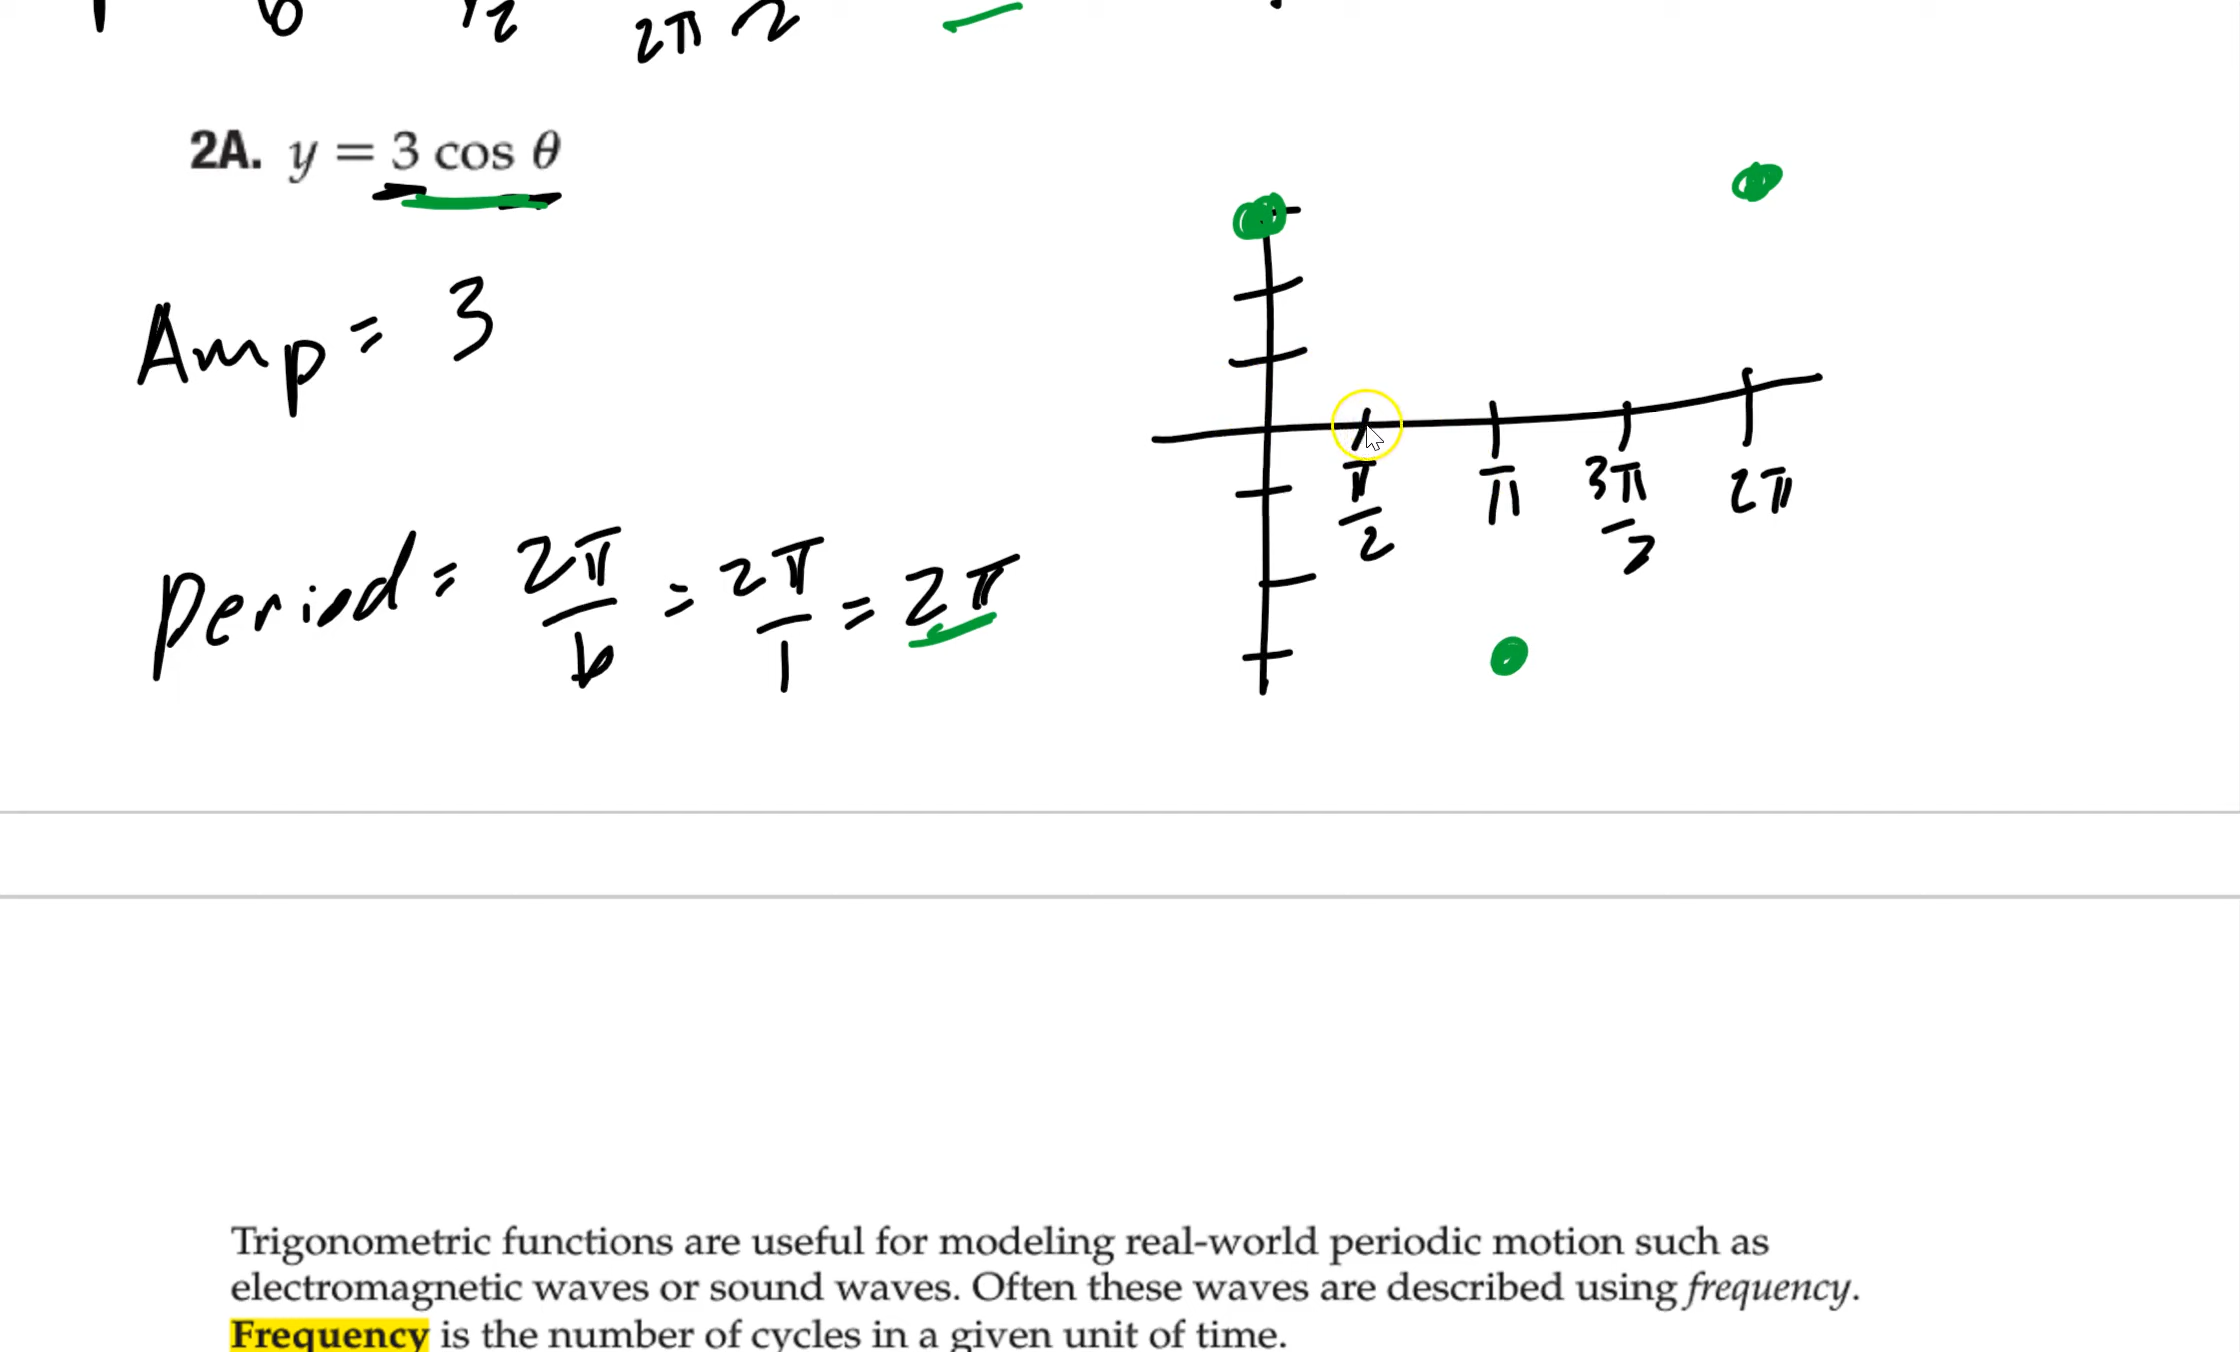 2π
2A. y = 3 cos θ
Amp = 3
Period = 2π/b = 2π/1 = 2π
π/2 π 3π/2 2π
Trigonometric functions are useful for modeling real-world periodic motion such as
electromagnetic waves or sound waves. Often these waves are described using frequency.
Frequency is the number of cycles in a given unit of time.